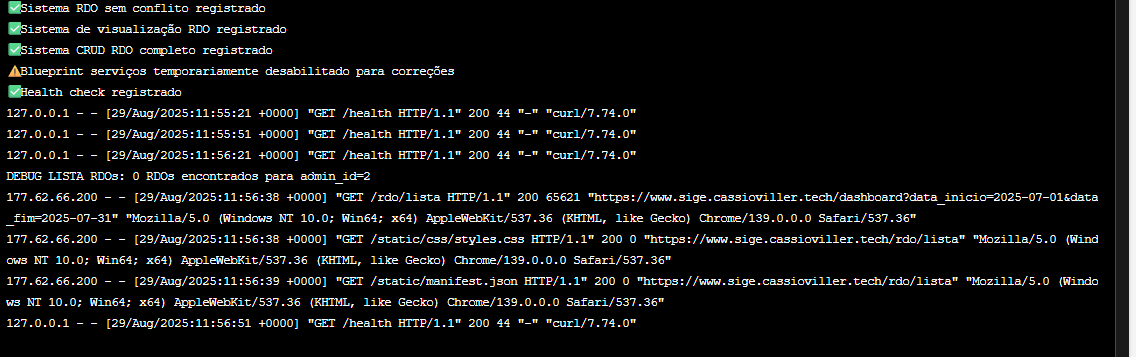 ✅Sistema RDO sem conflito registrado
✅Sistema de visualização RDO registrado
✅Sistema CRUD RDO completo registrado
⚠️Blueprint serviços temporariamente desabilitado para correções
✅Health check registrado
127.0.0.1 - - [29/Aug/2025:11:55:21 +0000] "GET /health HTTP/1.1" 200 44 "-" "curl/7.74.0"
127.0.0.1 - - [29/Aug/2025:11:55:51 +0000] "GET /health HTTP/1.1" 200 44 "-" "curl/7.74.0"
127.0.0.1 - - [29/Aug/2025:11:56:21 +0000] "GET /health HTTP/1.1" 200 44 "-" "curl/7.74.0"
DEBUG LISTA RDOs: 0 RDOs encontrados para admin_id=2
177.62.66.200 - - [29/Aug/2025:11:56:38 +0000] "GET /rdo/lista HTTP/1.1" 200 65621 "https://www.sige.cassioviller.tech/dashboard?data_inicio=2025-07-01&data
_fim=2025-07-31" "Mozilla/5.0 (Windows NT 10.0; Win64; x64) AppleWebKit/537.36 (KHTML, like Gecko) Chrome/139.0.0.0 Safari/537.36"
177.62.66.200 - - [29/Aug/2025:11:56:38 +0000] "GET /static/css/styles.css HTTP/1.1" 200 0 "https://www.sige.cassioviller.tech/rdo/lista" "Mozilla/5.0 (Wind
ows NT 10.0; Win64; x64) AppleWebKit/537.36 (KHTML, like Gecko) Chrome/139.0.0.0 Safari/537.36"
177.62.66.200 - - [29/Aug/2025:11:56:39 +0000] "GET /static/manifest.json HTTP/1.1" 200 0 "https://www.sige.cassioviller.tech/rdo/lista" "Mozilla/5.0 (Windo
ws NT 10.0; Win64; x64) AppleWebKit/537.36 (KHTML, like Gecko) Chrome/139.0.0.0 Safari/537.36"
127.0.0.1 - - [29/Aug/2025:11:56:51 +0000] "GET /health HTTP/1.1" 200 44 "-" "curl/7.74.0"